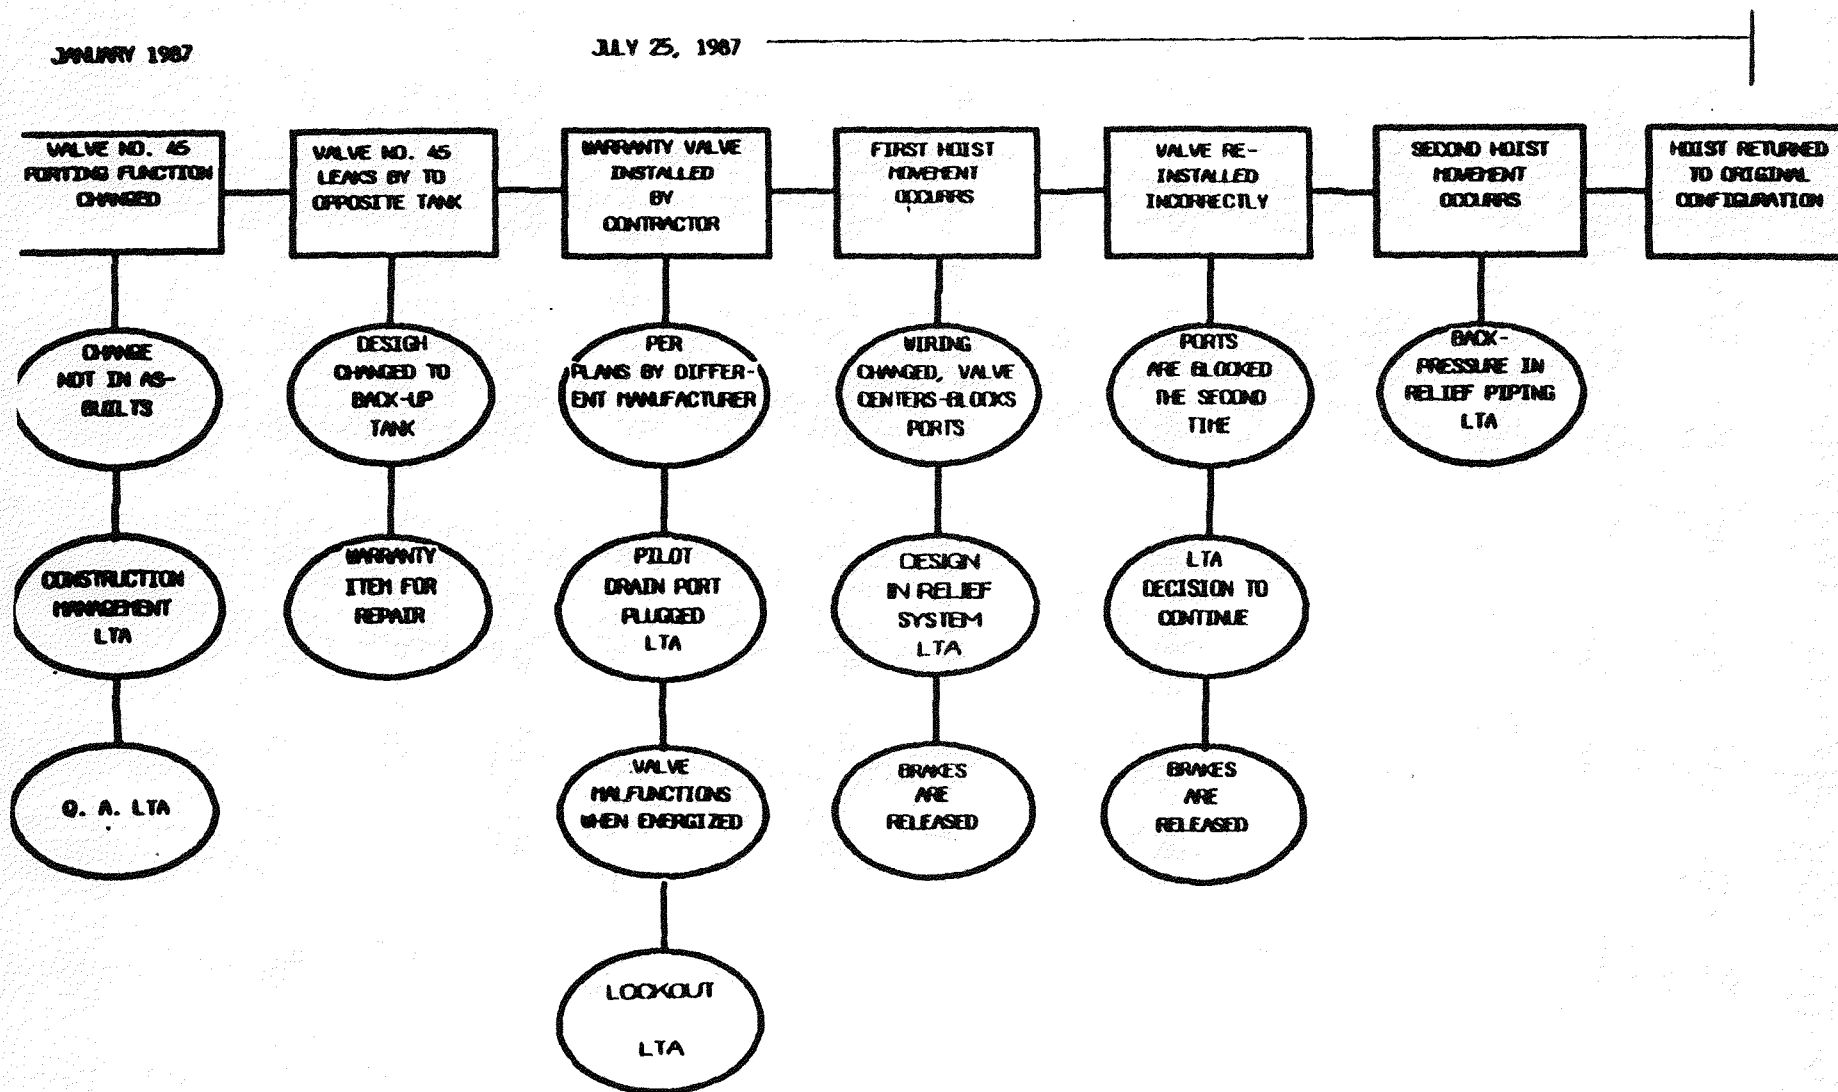 JANUARY 1987
JULY 25, 1987
VALVE NO. 45
PORTING FUNCTION
CHANGED
VALVE NO. 45
LEAKS BY TO
OPPOSITE TANK
WARRANTY VALVE
INSTALLED
BY
CONTRACTOR
FIRST HOIST
MOVEMENT
OCCURRS
VALVE RE-
INSTALLED
INCORRECTLY
SECOND HOIST
MOVEMENT
OCCURRS
HOIST RETURNED
TO ORIGINAL
CONFIGURATION
CHANGE
NOT IN AS-
BUILTS
DESIGN
CHANGED TO
BACK-UP
TANK
PER
PLANS BY DIFFER-
ENT MANUFACTURER
WIRING
CHANGED, VALVE
CENTERS-BLOCKS
PORTS
PORTS
ARE BLOCKED
THE SECOND
TIME
BACK-
PRESSURE IN
RELIEF PIPING
LTA
CONSTRUCTION
MANAGEMENT
LTA
WARRANTY
ITEM FOR
REPAIR
PILOT
DRAIN PORT
PLUGGED
LTA
DESIGN
IN RELIEF
SYSTEM
LTA
LTA
DECISION TO
CONTINUE
Q. A. LTA
VALVE
MALFUNCTIONS
WHEN ENERGIZED
BRAKES
ARE
RELEASED
BRAKES
ARE
RELEASED
LOCKOUT
LTA